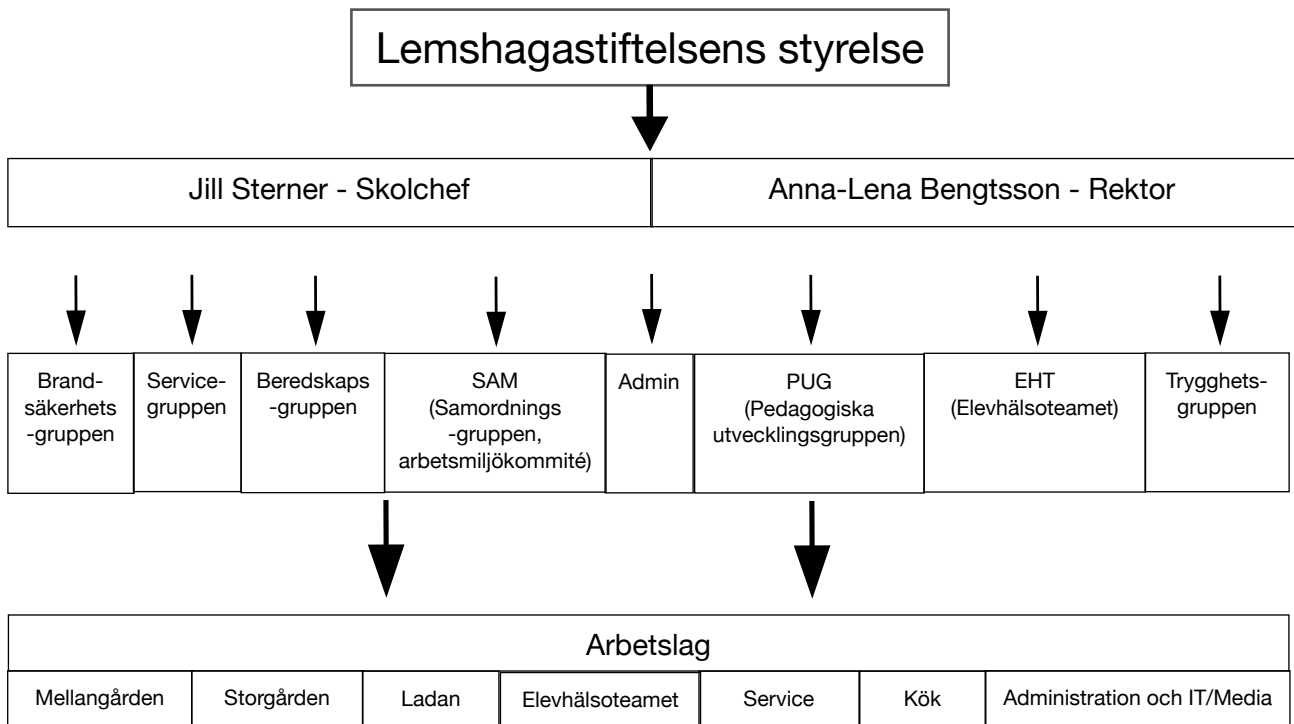 Lemshagastiftelsens styrelse
Jill Sterner - Skolchef
Anna-Lena Bengtsson - Rektor
Brand-
säkerhets
-gruppen
Service-
gruppen
Beredskaps
-gruppen
SAM
(Samordnings
-gruppen,
arbetsmiljökommité)
Admin
PUG
(Pedagogiska
utvecklingsgruppen)
EHT
(Elevhälsoteamet)
Trygghets-
gruppen
Arbetslag
Mellangården
Storgården
Ladan
Elevhälsoteamet
Service
Kök
Administration och IT/Media